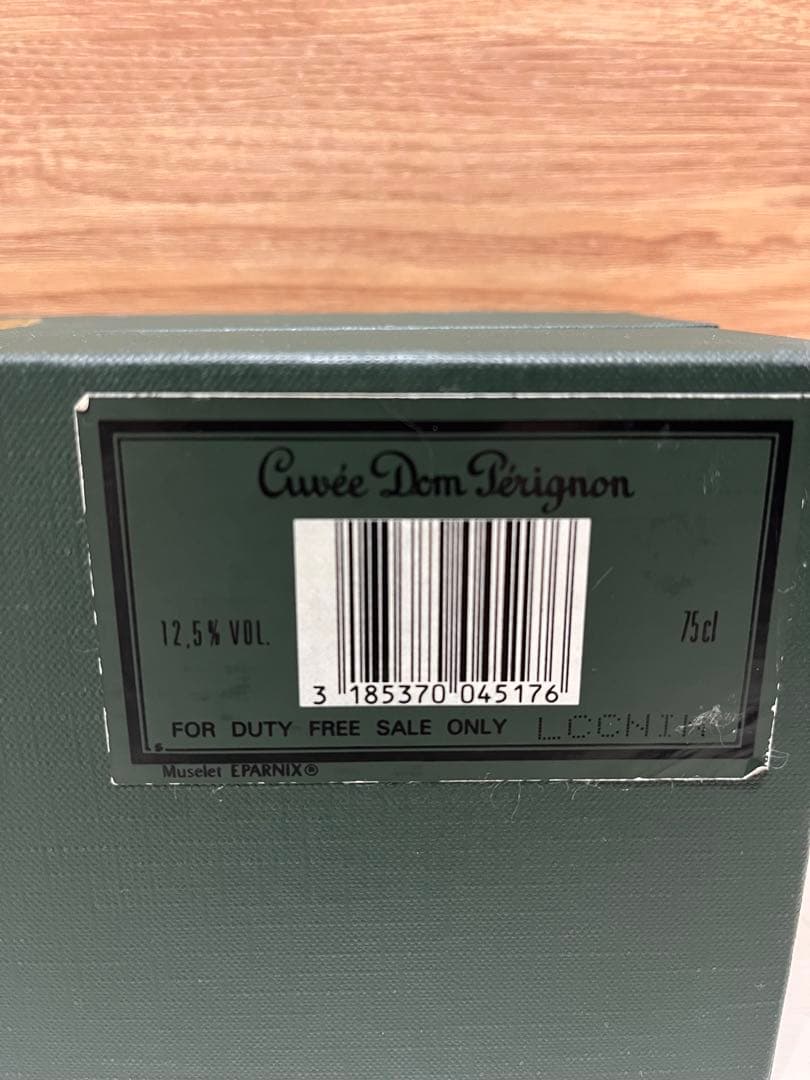 Cuvée Dom Pérignon
12,5% VOL.
75cl
3 185370 045176
FOR DUTY FREE SALE ONLY
Muselet EPARNIX®